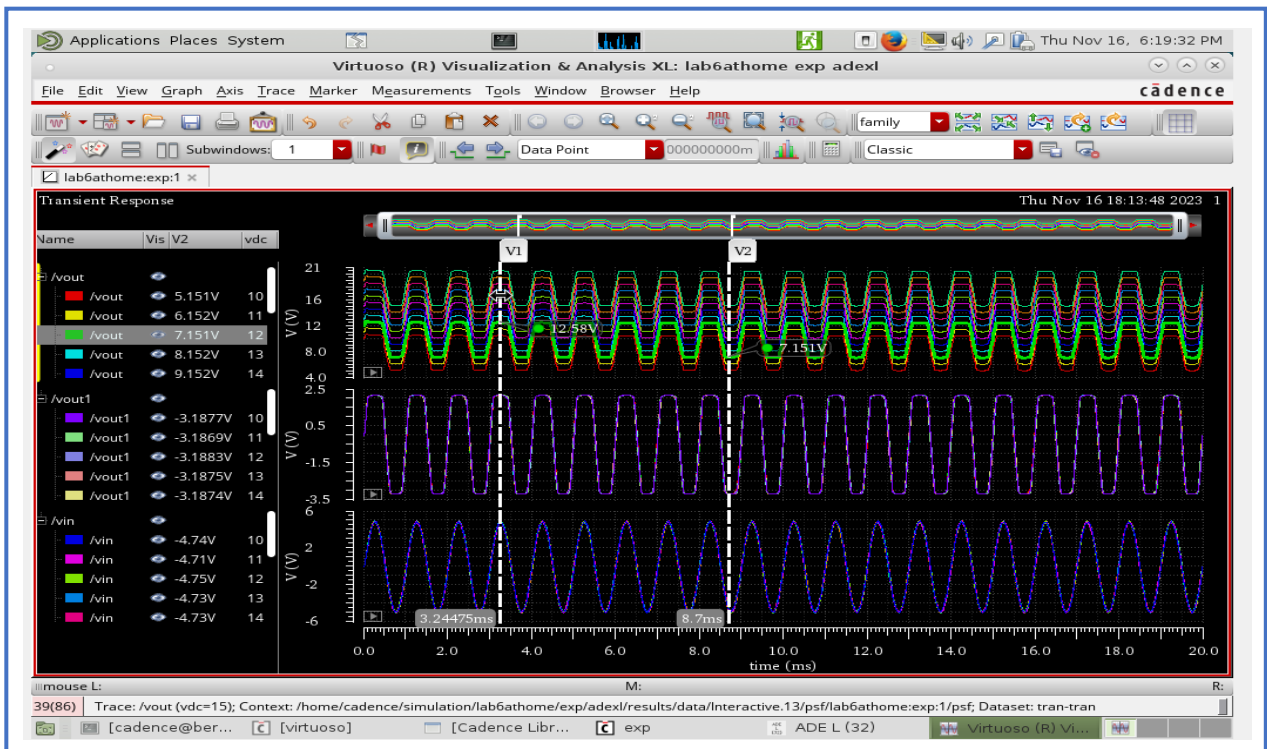 Applications Places System
Thu Nov 16, 6:19:32 PM
Virtuoso (R) Visualization & Analysis XL: lab6athome exp adexl
File Edit View Graph Axis Trace Marker Measurements Tools Window Browser Help
cādence
family
Subwindows: 1
Data Point
000000000m
Classic
lab6athome:exp:1
Transient Response
Thu Nov 16 18:13:48 2023 1
Name Vis V2 vdc
V1
V2
/vout
/vout 5.151V 10
/vout 6.152V 11
/vout 7.151V 12
/vout 8.152V 13
/vout 9.152V 14
21
16
12
8.0
4.0
V (V)
12.58V
7.151V
/vout1
/vout1 -3.1877V 10
/vout1 -3.1869V 11
/vout1 -3.1883V 12
/vout1 -3.1875V 13
/vout1 -3.1874V 14
2.5
0.5
-1.5
-3.5
V (V)
/vin
/vin -4.74V 10
/vin -4.71V 11
/vin -4.75V 12
/vin -4.73V 13
/vin -4.73V 14
6
2
-2
-6
V (V)
3.24475ms
8.7ms
0.0 2.0 4.0 6.0 8.0 10.0 12.0 14.0 16.0 18.0 20.0
time (ms)
mouse L: M: R:
39(86) Trace: /vout (vdc=15); Context: /home/cadence/simulation/lab6athome/exp/adexl/results/data/Interactive.13/psf/lab6athome:exp:1/psf; Dataset: tran-tran
[cadence@ber... [virtuoso] [Cadence Libr... exp ADE L (32) Virtuoso (R) Vi...